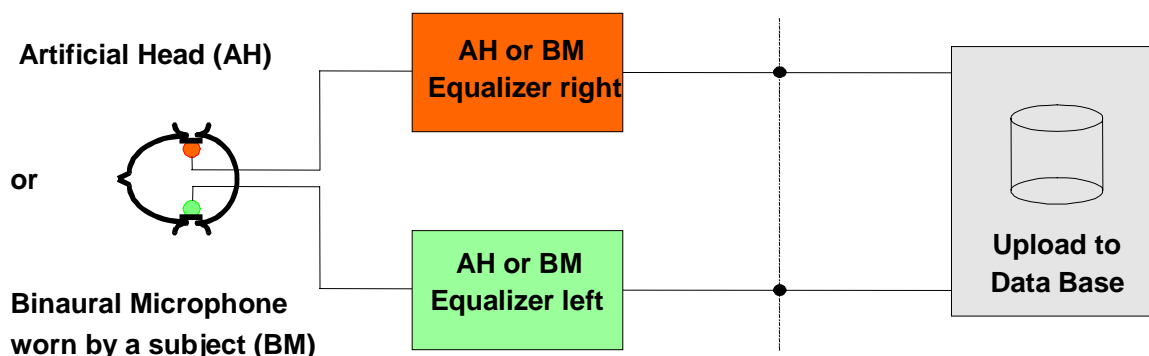 Artificial Head (AH)
or
Binaural Microphone
worn by a subject (BM)
AH or BM
Equalizer right
AH or BM
Equalizer left
Upload to
Data Base